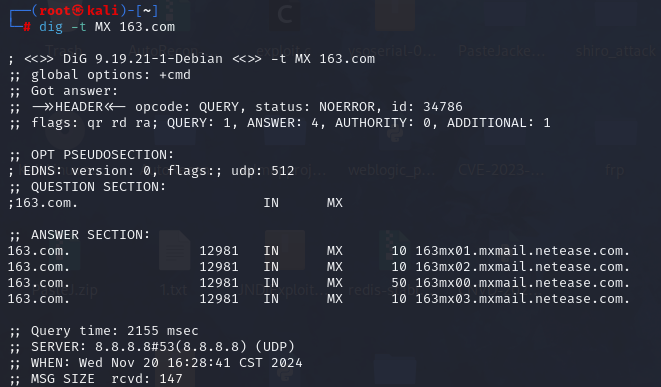 ┌──(root㉿kali)-[~]
└─# dig -t MX 163.com

; <<>> DiG 9.19.21-1-Debian <<>> -t MX 163.com
;; global options: +cmd
;; Got answer:
;; ->>HEADER<<- opcode: QUERY, status: NOERROR, id: 34786
;; flags: qr rd ra; QUERY: 1, ANSWER: 4, AUTHORITY: 0, ADDITIONAL: 1

;; OPT PSEUDOSECTION:
; EDNS: version: 0, flags:; udp: 512
;; QUESTION SECTION:
;163.com. IN MX

;; ANSWER SECTION:
163.com. 12981 IN MX 10 163mx01.mxmail.netease.com.
163.com. 12981 IN MX 10 163mx02.mxmail.netease.com.
163.com. 12981 IN MX 50 163mx00.mxmail.netease.com.
163.com. 12981 IN MX 10 163mx03.mxmail.netease.com.

;; Query time: 2155 msec
;; SERVER: 8.8.8.8#53(8.8.8.8) (UDP)
;; WHEN: Wed Nov 20 16:28:41 CST 2024
;; MSG SIZE rcvd: 147